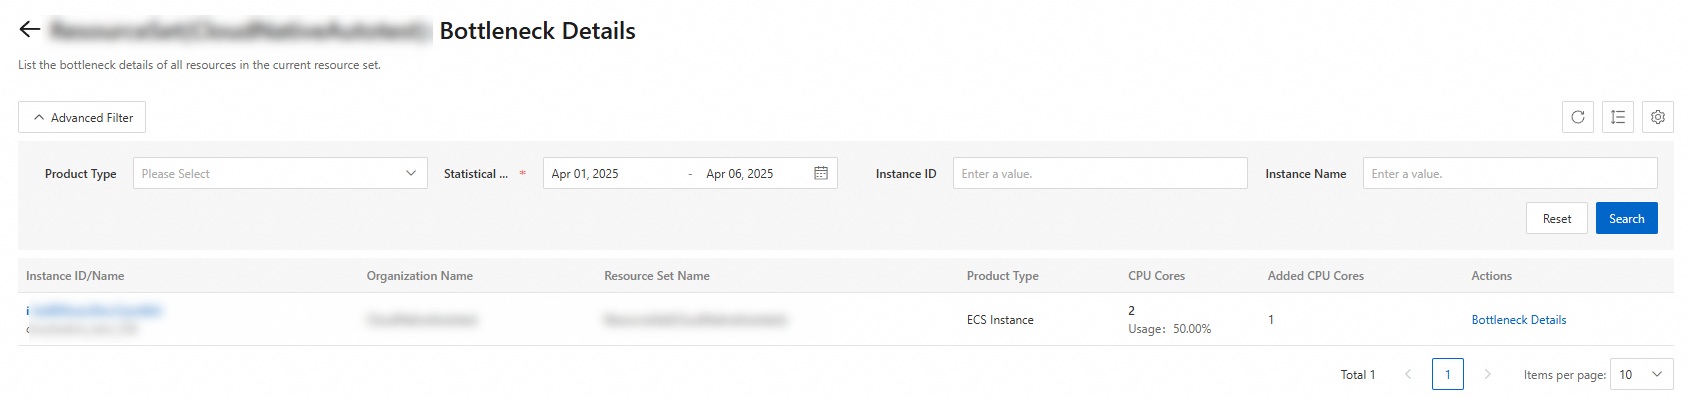 Bottleneck Details
List the bottleneck details of all resources in the current resource set.
Advanced Filter
Product Type Please Select Statistical ... * Apr 01, 2025 - Apr 06, 2025 Instance ID Enter a value. Instance Name Enter a value.
Reset Search
Instance ID/Name Organization Name Resource Set Name Product Type CPU Cores Added CPU Cores Actions
ECS Instance 2 1 Bottleneck Details
Usage: 50.00%
Total 1 1 Items per page: 10